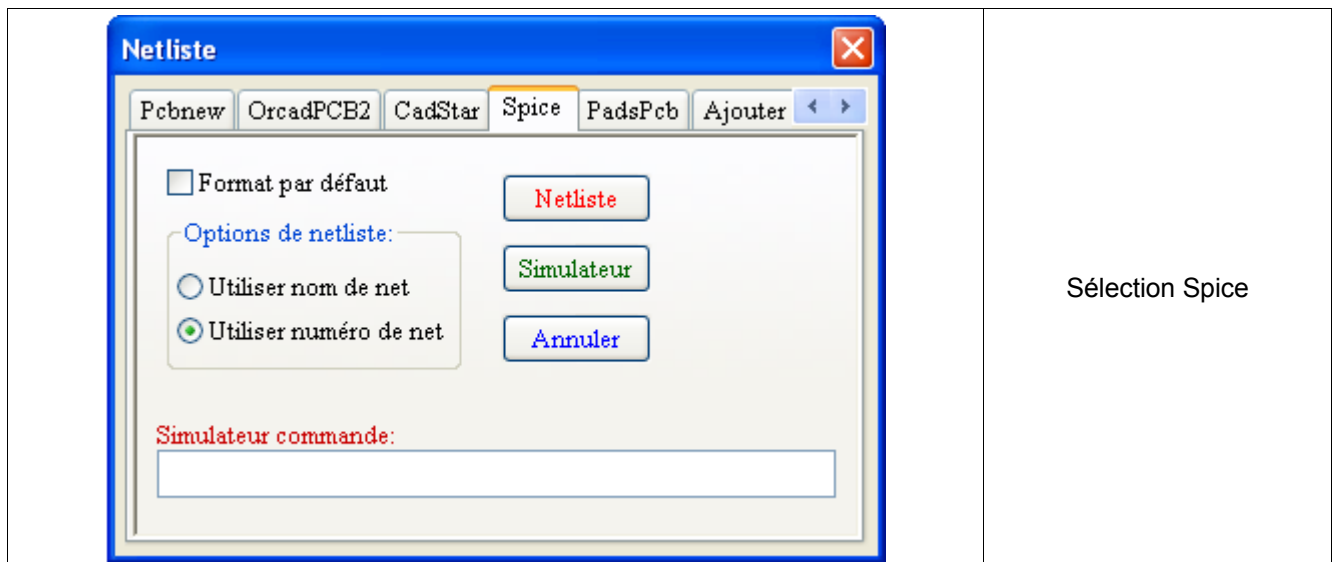 Netliste
Pcbnew OrcadPCB2 CadStar Spice PadsPcb Ajouter
Format par défaut
Netliste
Options de netliste:
Simulateur
Utiliser nom de net
Utiliser numéro de net
Annuler
Simulateur commande:
Sélection Spice